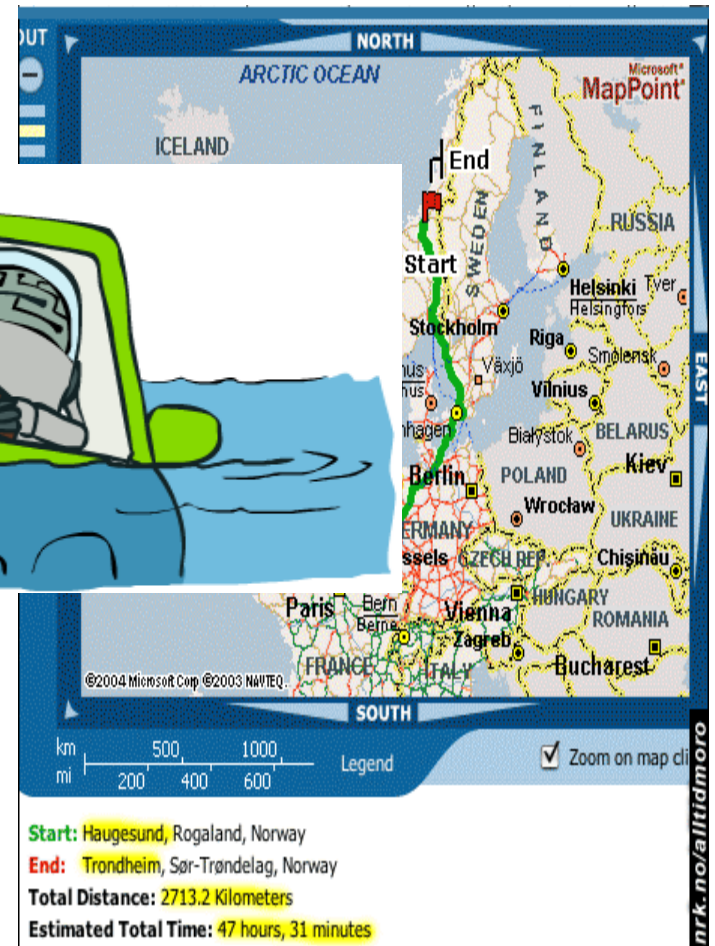 OUT
NORTH
ARCTIC OCEAN
Microsoft®
MapPoint®
ICELAND
FINLAND
End
SWEDEN
RUSSIA
Start
Helsinki
Tver
Helsingfors
Stockholm
Riga
Smolensk
EAST
Växjö
Vilnius
Białystok
BELARUS
Berlin
POLAND
Kiev
Wrocław
UKRAINE
CZECH REP.
Chişinău
Paris
Bern
Berne
Vienna
HUNGARY
ROMANIA
Zagreb
FRANCE
ITALY
Bucharest
©2004 Microsoft Corp ©2003 NAVTEQ.
SOUTH
km 500 1000
mi 200 400 600
Legend
Zoom on map cli
Start: Haugesund, Rogaland, Norway
End: Trondheim, Sør-Trøndelag, Norway
Total Distance: 2713.2 Kilometers
Estimated Total Time: 47 hours, 31 minutes
nrk.no/alltidmoro